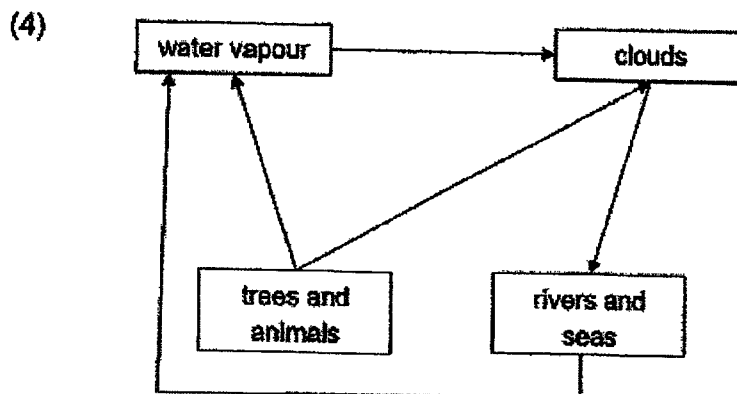 (4)
water vapour
clouds
trees and
animals
rivers and
seas